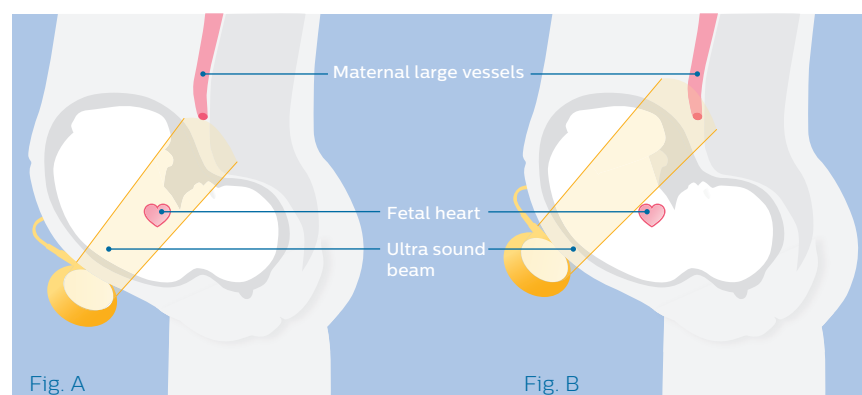 Maternal large vessels
Fetal heart
Ultra sound
beam
Fig. A
Fig. B